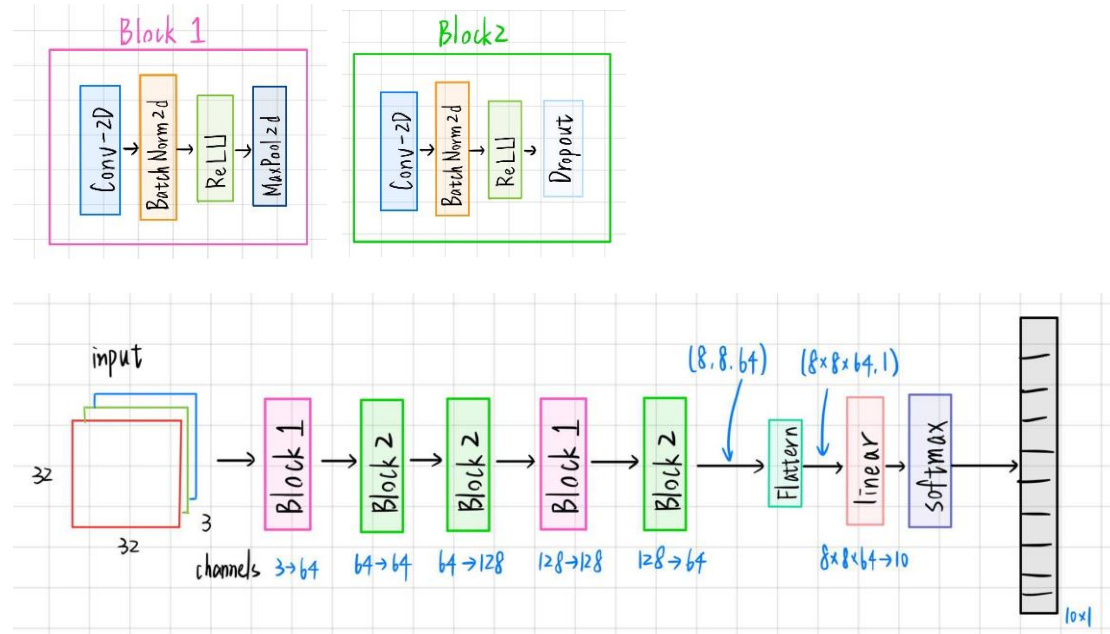 Block 1
Conv-2D
BatchNorm2d
ReLU
MaxPool2d
Block2
Conv-2D
BatchNorm2d
ReLU
Dropout
input
32
32
3
Block 1
Block 2
Block 2
Block 1
Block 2
(8,8,64)
(8×8×64,1)
Flattern
linear
softmax
channels 3→64
64→64
64→128
128→128
128→64
8×8×64→10
10×1